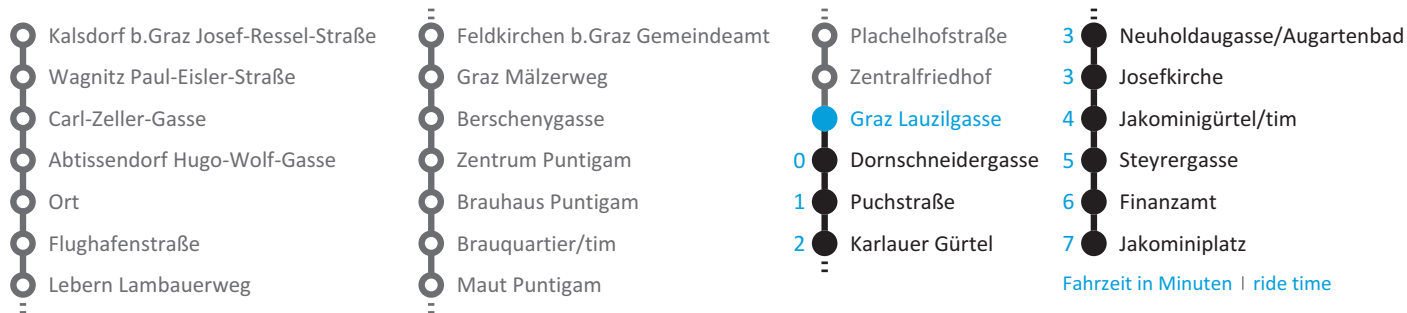 Kalsdorf b.Graz Josef-Ressel-Straße
Wagnitz Paul-Eisler-Straße
Carl-Zeller-Gasse
Abtissendorf Hugo-Wolf-Gasse
Ort
Flughafenstraße
Lebern Lambauerweg
Feldkirchen b.Graz Gemeindeamt
Graz Mälzerweg
Berschenygasse
Zentrum Puntigam
Brauhaus Puntigam
Brauquartier/tim
Maut Puntigam
Plachelhofstraße
Zentralfriedhof
Graz Lauzilgasse
0 Dornschneidergasse
1 Puchstraße
2 Karlauer Gürtel
3 Neuholdaugasse/Augartenbad
3 Josefkirche
4 Jakominigürtel/tim
5 Steyrergasse
6 Finanzamt
7 Jakominiplatz
Fahrzeit in Minuten | ride time